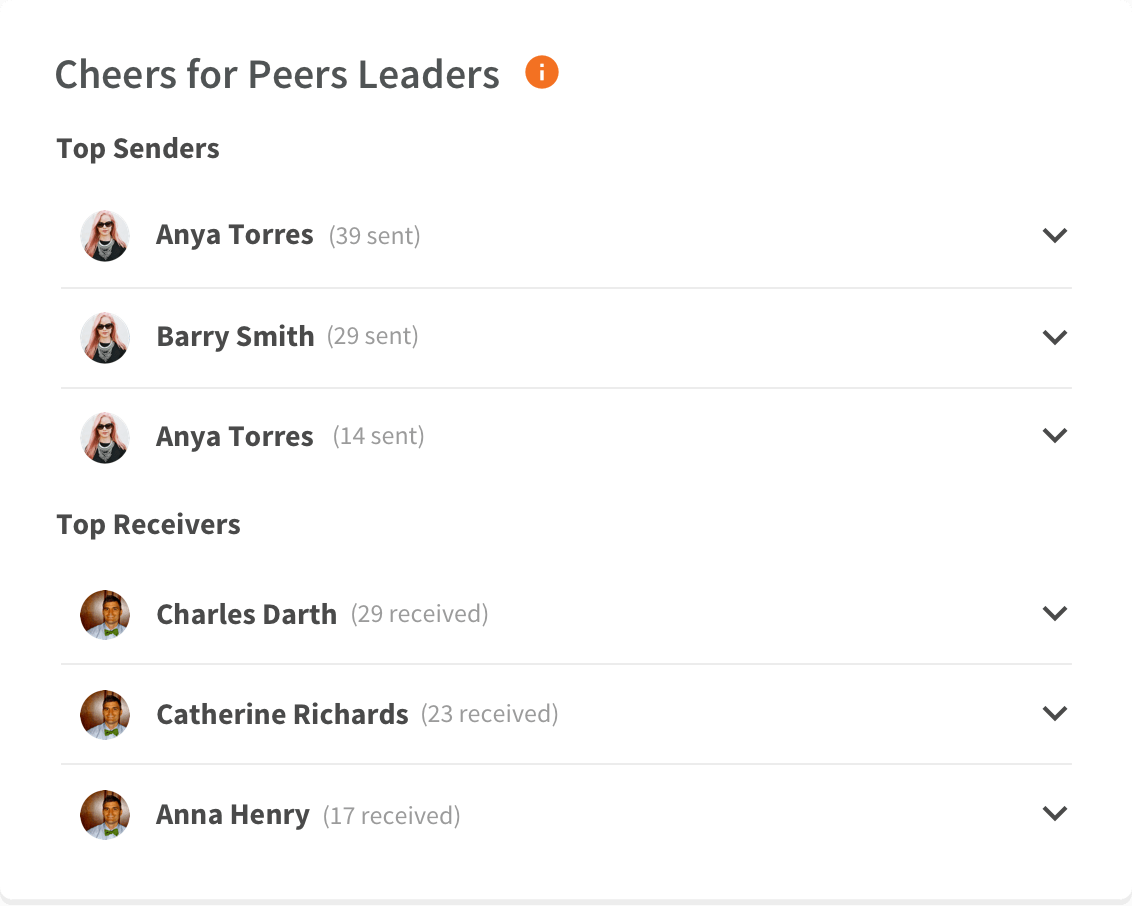 Cheers for Peers Leaders
Top Senders
Anya Torres (39 sent)
Barry Smith (29 sent)
Anya Torres (14 sent)
Top Receivers
Charles Darth (29 received)
Catherine Richards (23 received)
Anna Henry (17 received)